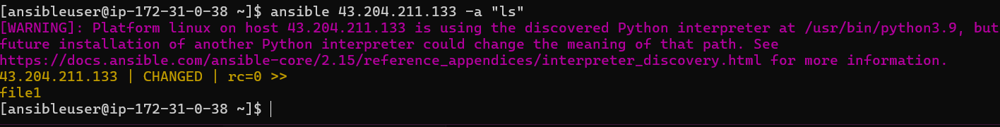 [ansibleuser@ip-172-31-0-38 ~]$ ansible 43.204.211.133 -a "ls"
[WARNING]: Platform linux on host 43.204.211.133 is using the discovered Python interpreter at /usr/bin/python3.9, but
future installation of another Python interpreter could change the meaning of that path. See
https://docs.ansible.com/ansible-core/2.15/reference_appendices/interpreter_discovery.html for more information.
43.204.211.133 | CHANGED | rc=0 >>
file1
[ansibleuser@ip-172-31-0-38 ~]$